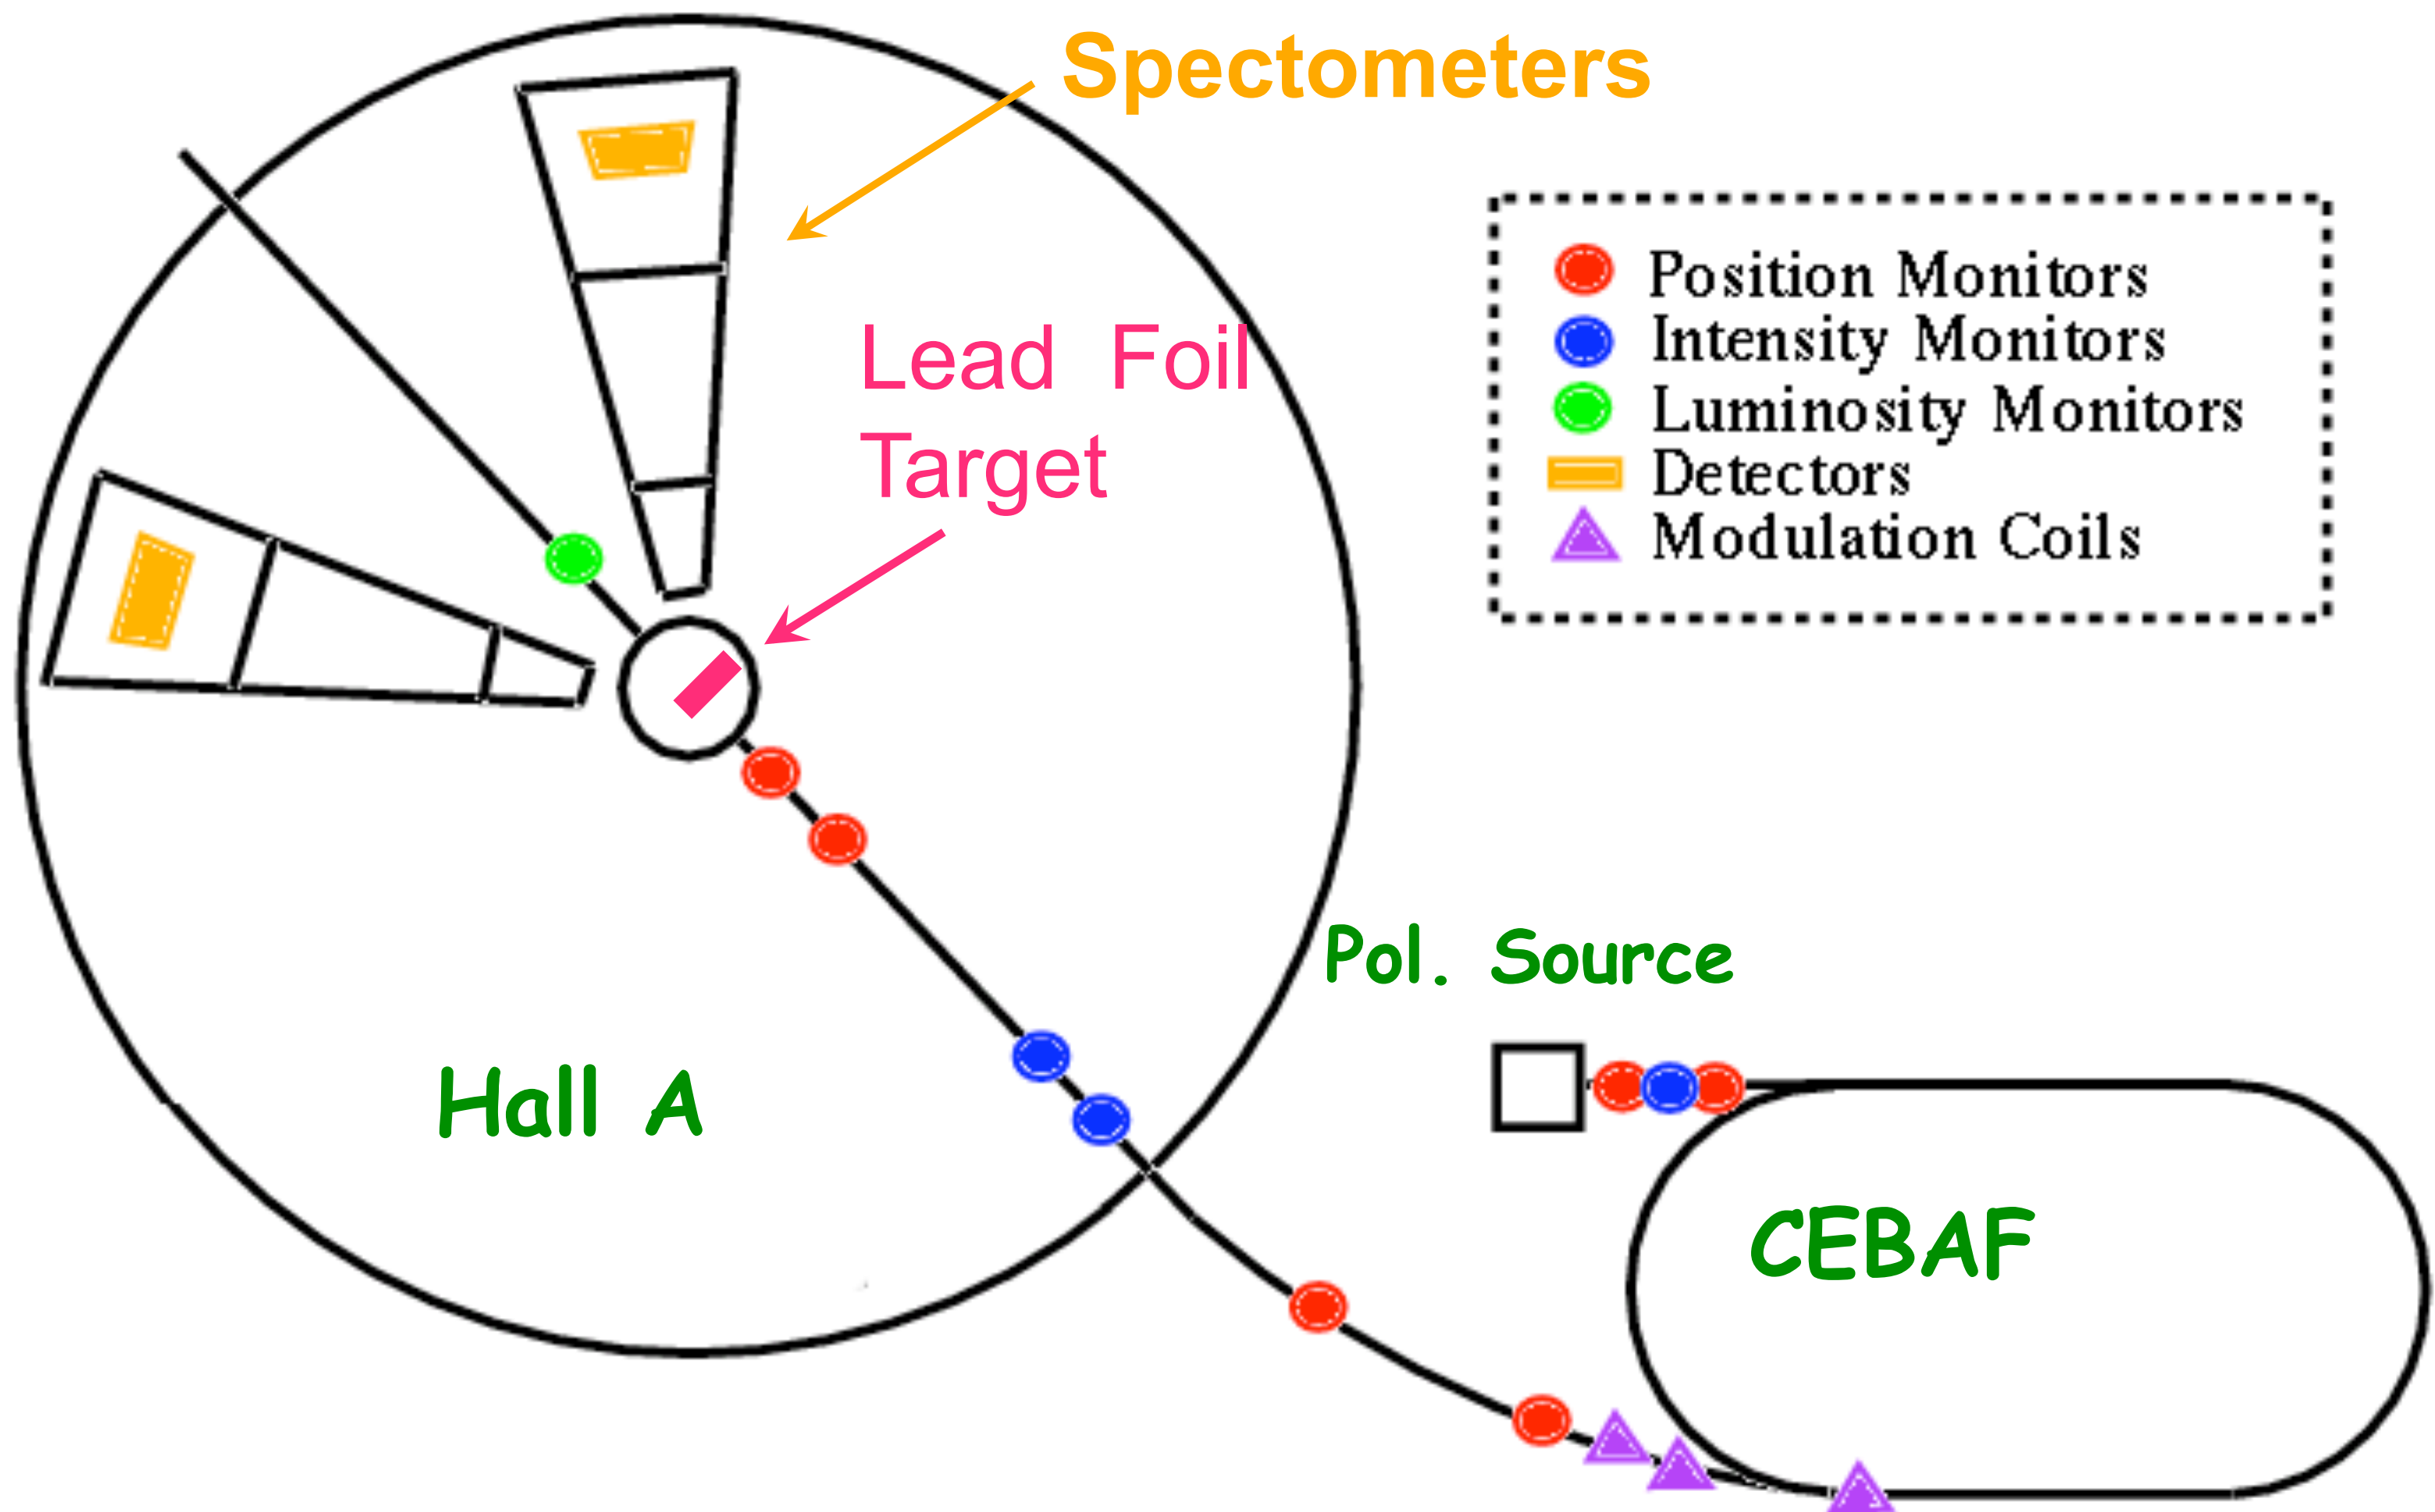 Spectometers
Lead Foil
Target
Position Monitors
Intensity Monitors
Luminosity Monitors
Detectors
Modulation Coils
Pol. Source
Hall A
CEBAF